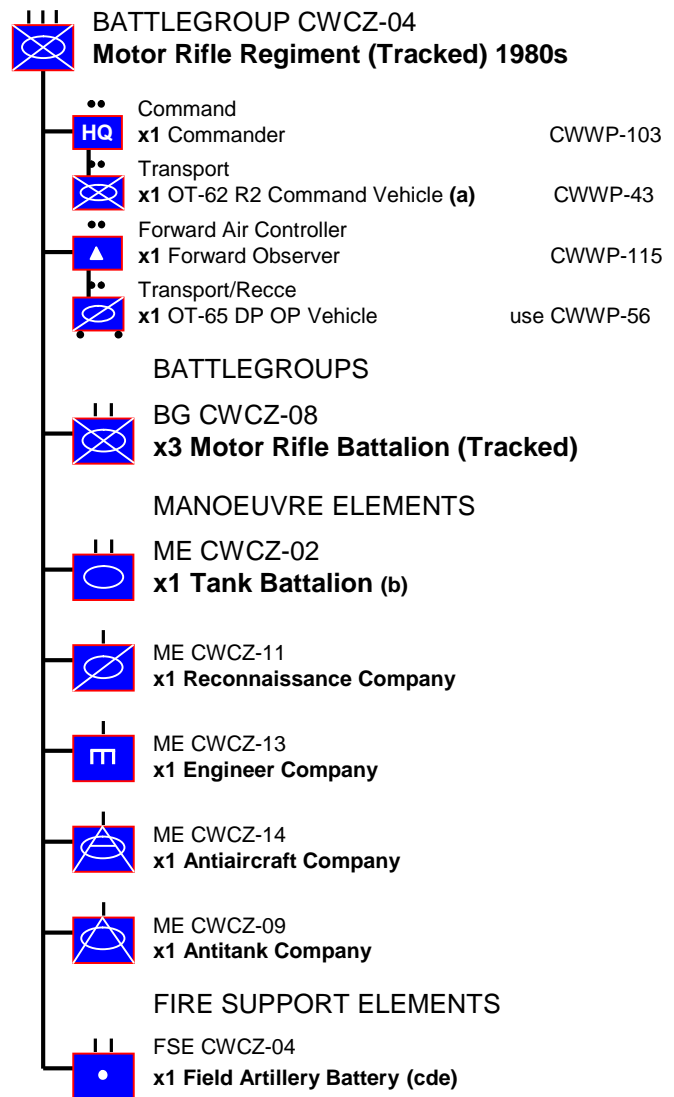 BATTLEGROUP CWCZ-04
Motor Rifle Regiment (Tracked) 1980s
Command
HQ x1 Commander CWWP-103
Transport
x1 OT-62 R2 Command Vehicle (a) CWWP-43
Forward Air Controller
x1 Forward Observer CWWP-115
Transport/Recce
x1 OT-65 DP OP Vehicle use CWWP-56
BATTLEGROUPS
BG CWCZ-08
x3 Motor Rifle Battalion (Tracked)
MANOEUVRE ELEMENTS
ME CWCZ-02
x1 Tank Battalion (b)
ME CWCZ-11
x1 Reconnaissance Company
ME CWCZ-13
x1 Engineer Company
ME CWCZ-14
x1 Antiaircraft Company
ME CWCZ-09
x1 Antitank Company
FIRE SUPPORT ELEMENTS
FSE CWCZ-04
x1 Field Artillery Battery (cde)